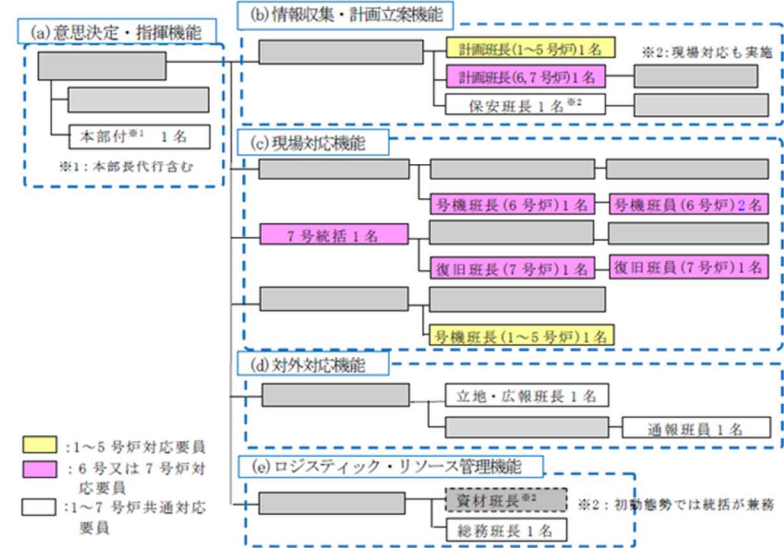 (a)意思決定・指揮機能
本部付※1 1名
※1：本部長代行含む
(b)情報収集・計画立案機能
計画班長(1～5号炉)1名
※2:現場対応も実施
計画班長(6,7号炉)1名
保安班長1名※2
(c)現場対応機能
号機班長(6号炉)1名
号機班員(6号炉)2名
7号統括1名
復旧班長(7号炉)1名
復旧班員(7号炉)1名
号機班長(1～5号炉)1名
(d)対外対応機能
立地・広報班長1名
通報班員1名
(e)ロジスティック・リソース管理機能
資材班長※2
※2：初動態勢では統括が兼務
総務班長1名
:1～5号炉対応要員
:6号又は7号炉対
応要員
:1～7号炉共通対応
要員